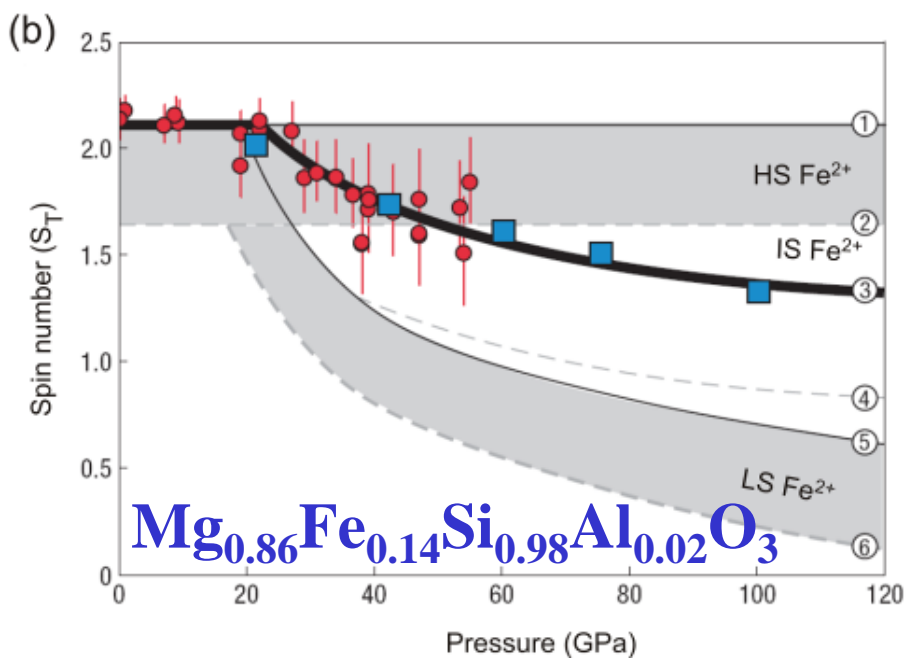 (b)
2.5
2.0
1.5
1.0
0.5
0
Spin number (S_T)
①
HS Fe²⁺
②
IS Fe²⁺
③
④
⑤
LS Fe²⁺
⑥
Mg₀.₈₆Fe₀.₁₄Si₀.₉₈Al₀.₀₂O₃
0 20 40 60 80 100 120
Pressure (GPa)